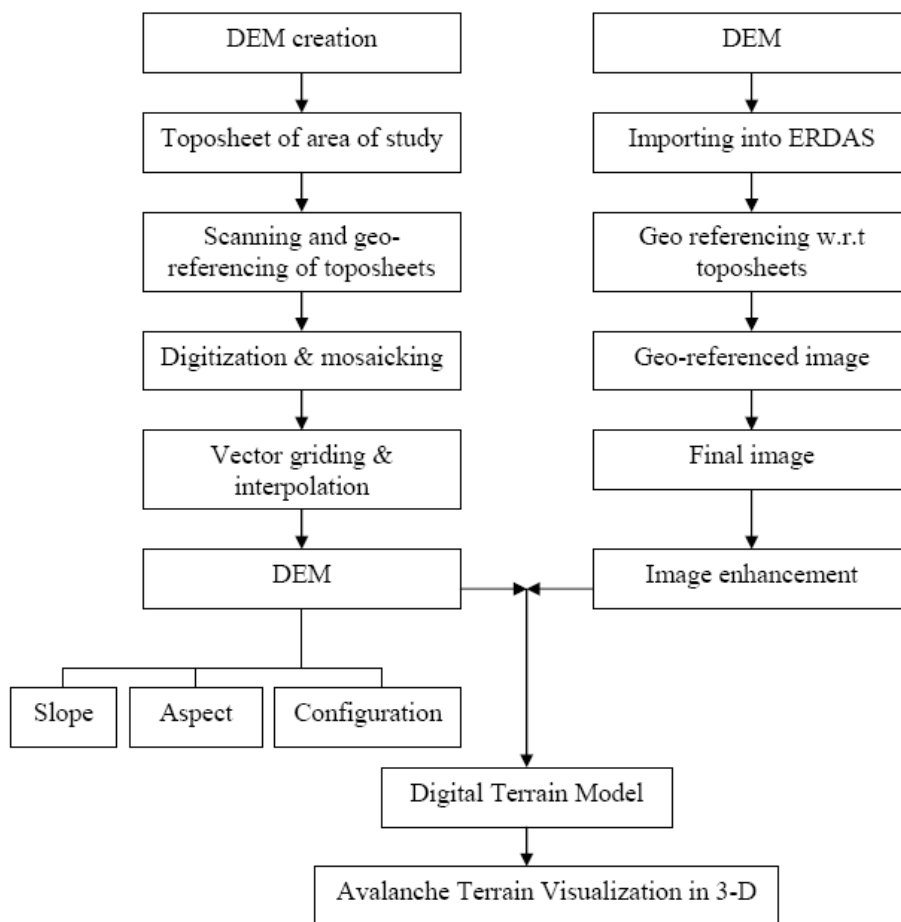 DEM creation
Toposheet of area of study
Scanning and geo-
referencing of toposheets
Digitization & mosaicking
Vector griding &
interpolation
DEM
Slope
Aspect
Configuration
DEM
Importing into ERDAS
Geo referencing w.r.t
toposheets
Geo-referenced image
Final image
Image enhancement
Digital Terrain Model
Avalanche Terrain Visualization in 3-D